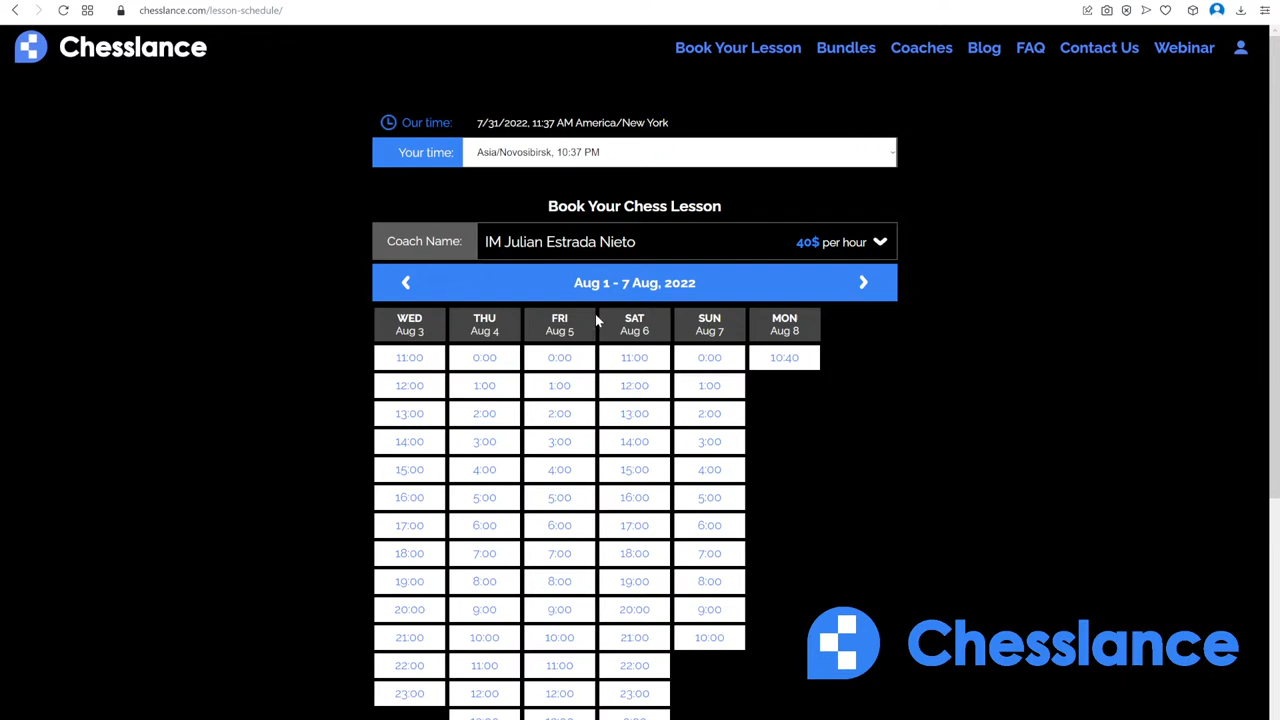 chesslance.com/lesson-schedule/
Chesslance
Book Your Lesson Bundles Coaches Blog FAQ Contact Us Webinar
Our time: 7/31/2022, 11:37 AM America/New York
Your time: Asia/Novosibirsk, 10:37 PM
Book Your Chess Lesson
Coach Name: IM Julian Estrada Nieto 40$ per hour
Aug 1 - 7 Aug, 2022
WED THU FRI SAT SUN MON
Aug 3 Aug 4 Aug 5 Aug 6 Aug 7 Aug 8
11:00 0:00 0:00 11:00 0:00 10:40
12:00 1:00 1:00 12:00 1:00
13:00 2:00 2:00 13:00 2:00
14:00 3:00 3:00 14:00 3:00
15:00 4:00 4:00 15:00 4:00
16:00 5:00 5:00 16:00 5:00
17:00 6:00 6:00 17:00 6:00
18:00 7:00 7:00 18:00 7:00
19:00 8:00 8:00 19:00 8:00
20:00 9:00 9:00 20:00 9:00
21:00 10:00 10:00 21:00 10:00
22:00 11:00 11:00 22:00
23:00 12:00 12:00 23:00
Chesslance